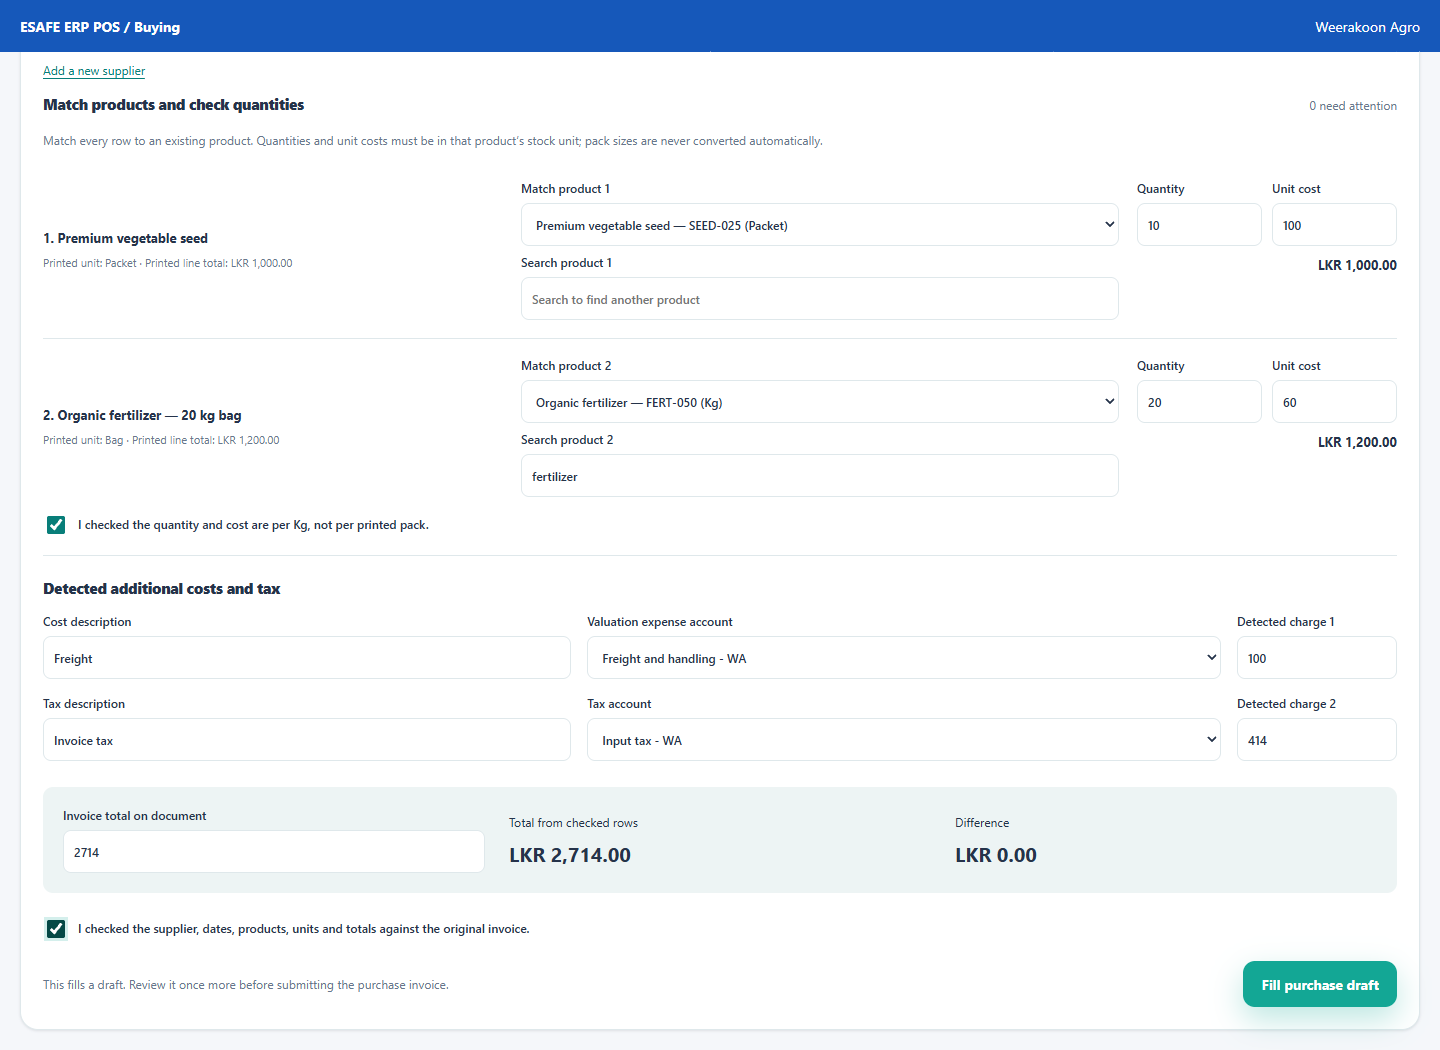 ESAFE ERP POS / Buying
Weerakoon Agro
Add a new supplier
Match products and check quantities
0 need attention
Match every row to an existing product. Quantities and unit costs must be in that product's stock unit; pack sizes are never converted automatically.
Match product 1
Quantity
Unit cost
1. Premium vegetable seed
Printed unit: Packet · Printed line total: LKR 1,000.00
Premium vegetable seed — SEED-025 (Packet)
10
100
Search product 1
LKR 1,000.00
Search to find another product
Match product 2
Quantity
Unit cost
2. Organic fertilizer — 20 kg bag
Printed unit: Bag · Printed line total: LKR 1,200.00
Organic fertilizer — FERT-050 (Kg)
20
60
Search product 2
LKR 1,200.00
fertilizer
I checked the quantity and cost are per Kg, not per printed pack.
Detected additional costs and tax
Cost description
Valuation expense account
Detected charge 1
Freight
Freight and handling - WA
100
Tax description
Tax account
Detected charge 2
Invoice tax
Input tax - WA
414
Invoice total on document
Total from checked rows
Difference
2714
LKR 2,714.00
LKR 0.00
I checked the supplier, dates, products, units and totals against the original invoice.
This fills a draft. Review it once more before submitting the purchase invoice.
Fill purchase draft